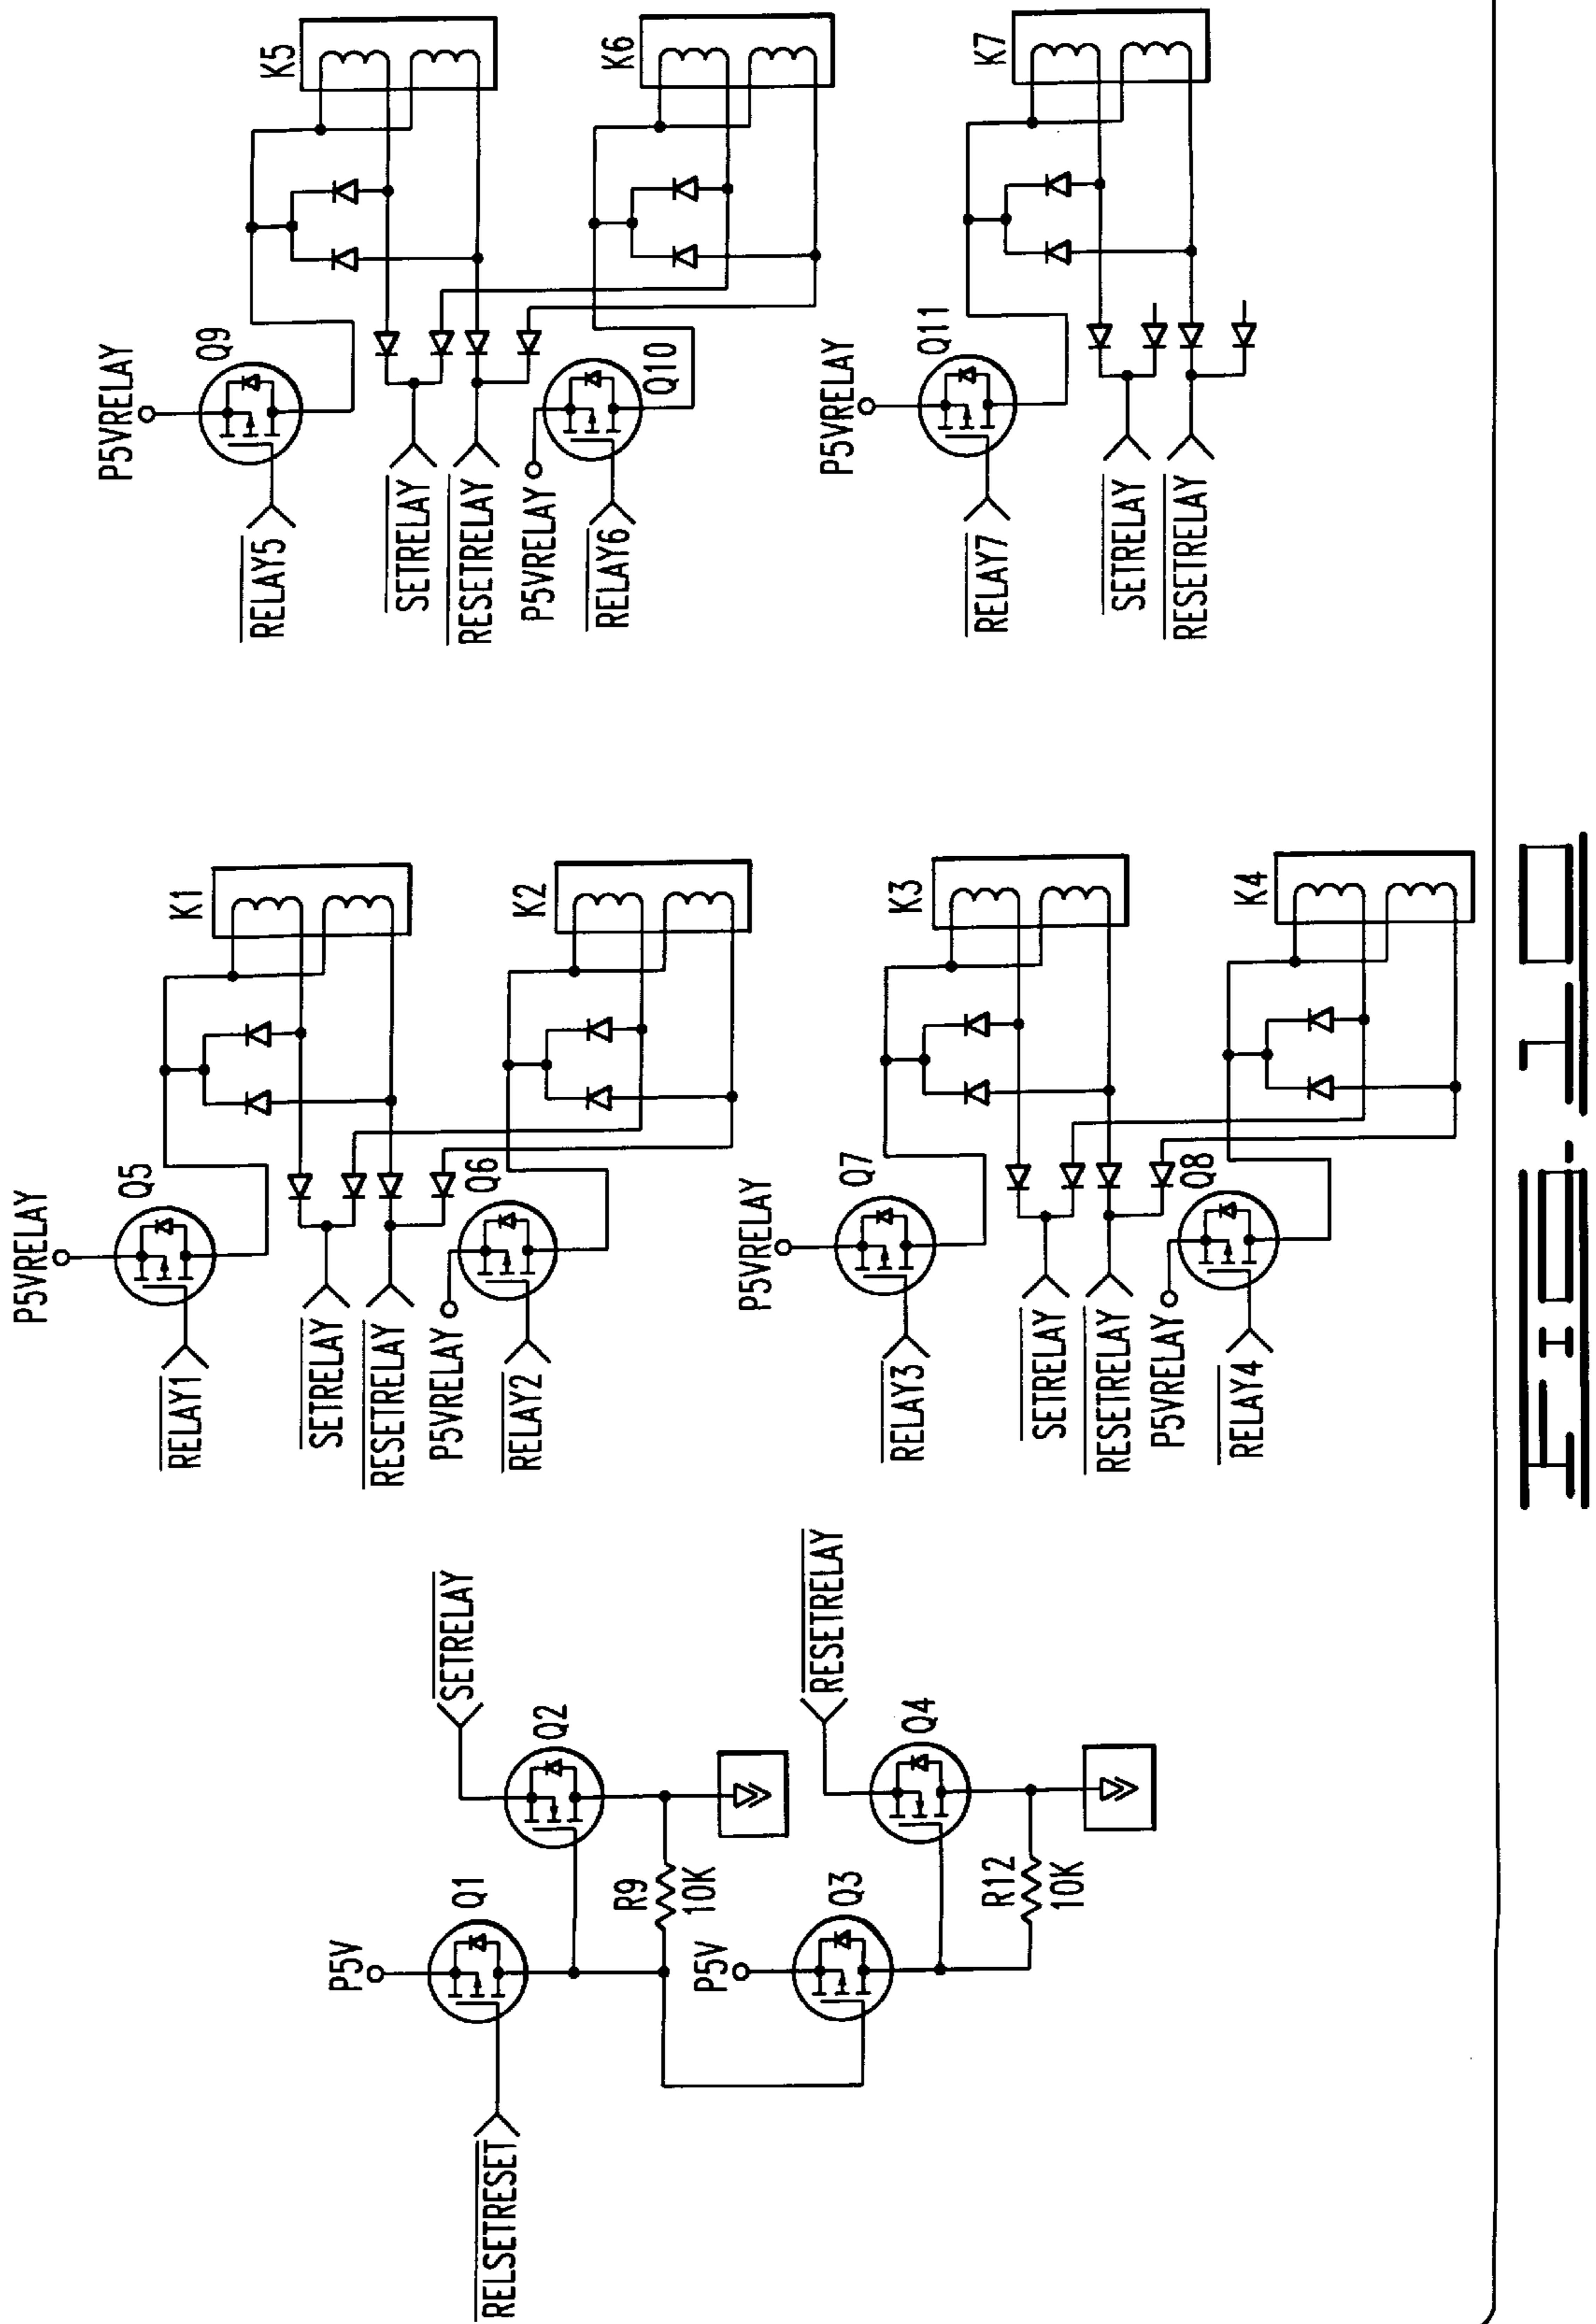 P5V
Q1
RELSETRESET
SETRELAY
Q2
R9
10K
P5V
Q3
RESETRELAY
Q4
R12
10K
P5VRELAY
Q5
K1
RELAY1
SETRELAY
RESETRELAY
P5VRELAY
Q6
K2
RELAY2
P5VRELAY
Q7
K3
RELAY3
SETRELAY
RESETRELAY
P5VRELAY
Q8
K4
RELAY4
P5VRELAY
Q9
K5
RELAY5
SETRELAY
RESETRELAY
P5VRELAY
Q10
K6
RELAY6
P5VRELAY
Q11
K7
RELAY7
SETRELAY
RESETRELAY
FIG. 10